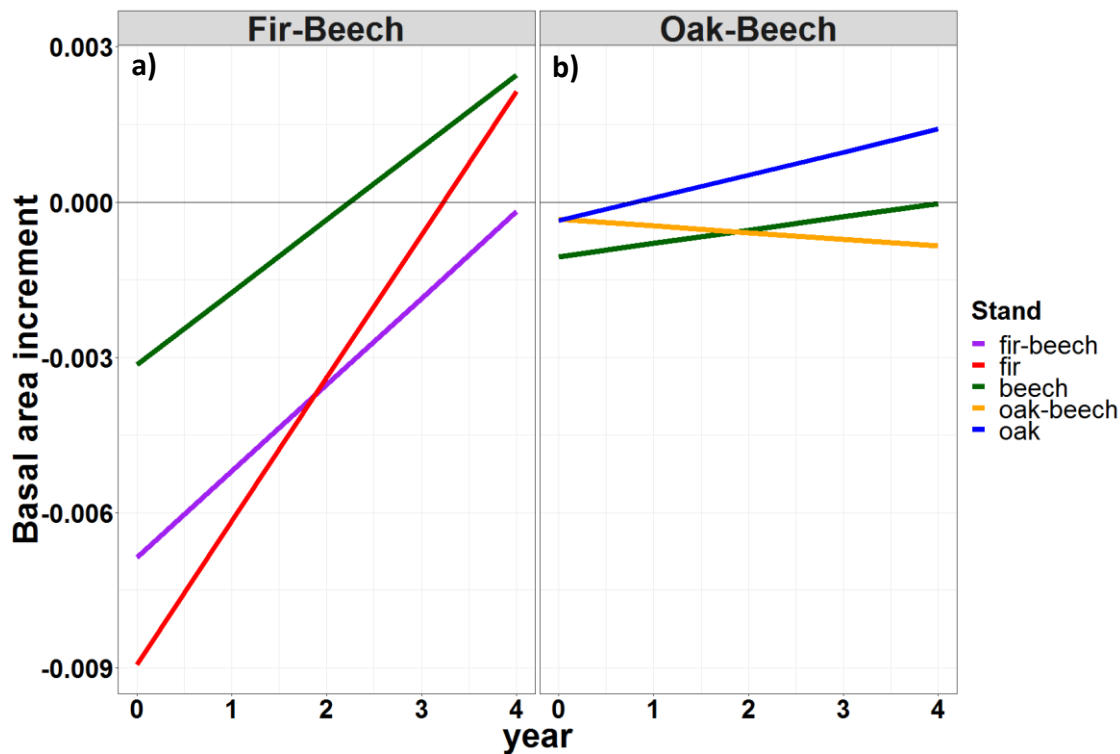 Fir-Beech
Oak-Beech
a)
b)
0.003
0.000
-0.003
-0.006
-0.009
Basal area increment
0 1 2 3 4
0 1 2 3 4
year
Stand
fir-beech
fir
beech
oak-beech
oak